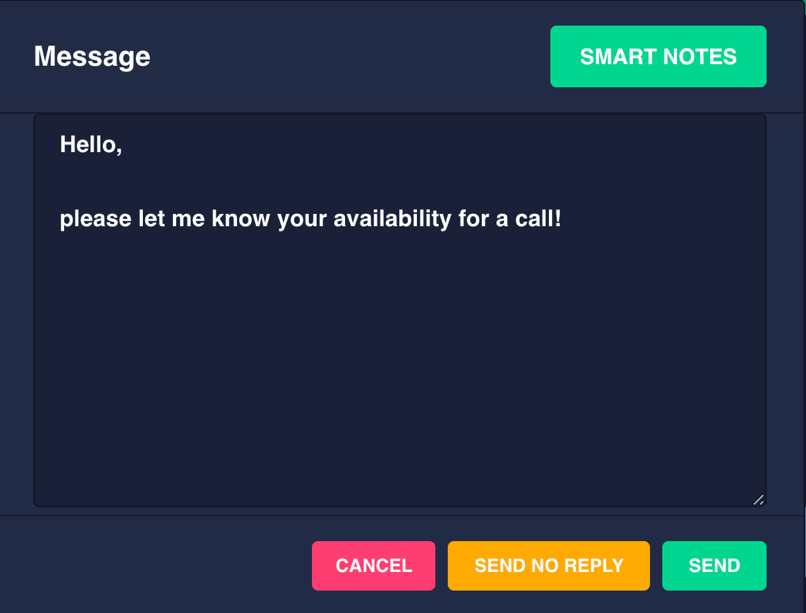 Message
SMART NOTES
Hello,
please let me know your availability for a call!
CANCEL
SEND NO REPLY
SEND